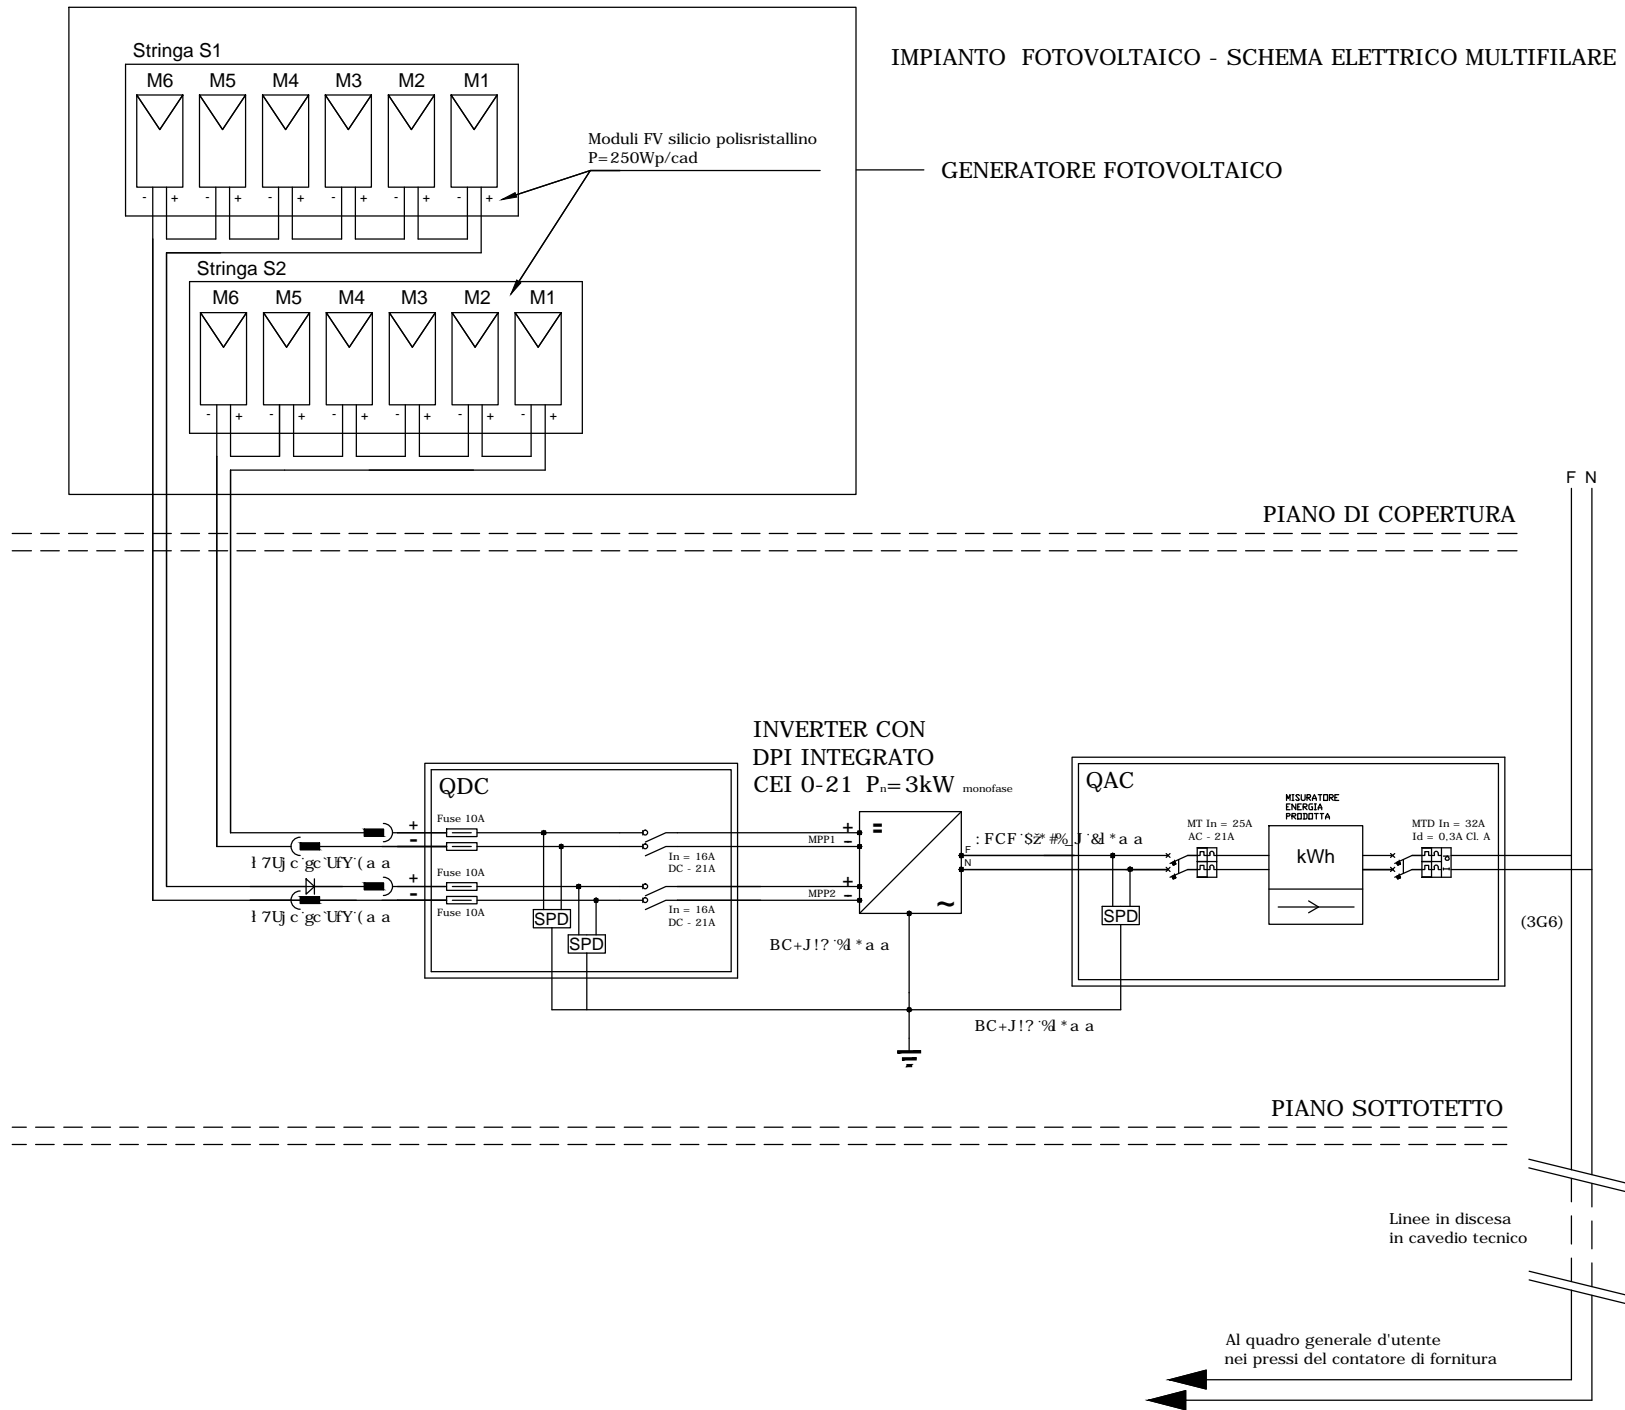 IMPIANTO FOTOVOLTAICO - SCHEMA ELETTRICO MULTIFILARE
Stringa S1
M6 M5 M4 M3 M2 M1
Moduli FV silicio polisristallino
P=250Wp/cad
GENERATORE FOTOVOLTAICO
- + - + - + - + - + - +
Stringa S2
M6 M5 M4 M3 M2 M1
- + - + - + - + - + - +
F N
PIANO DI COPERTURA
INVERTER CON
DPI INTEGRATO
CEI 0-21 Pn=3kW monofase
QDC
Fuse 10A
+
-
Fuse 10A
+
-
Fuse 10A
In = 16A
DC - 21A
In = 16A
DC - 21A
SPD
SPD
MPP1
+
-
MPP2
+
-
=
~
F
N
QAC
MT In = 25A
AC - 21A
MISURATORE
ENERGIA
PRODOTTA
kWh
MTD In = 32A
Id = 0,3A Cl. A
SPD
(3G6)
BC+J!?
BC+J!?
PIANO SOTTOTETTO
Linee in discesa
in cavedio tecnico
Al quadro generale d'utente
nei pressi del contatore di fornitura